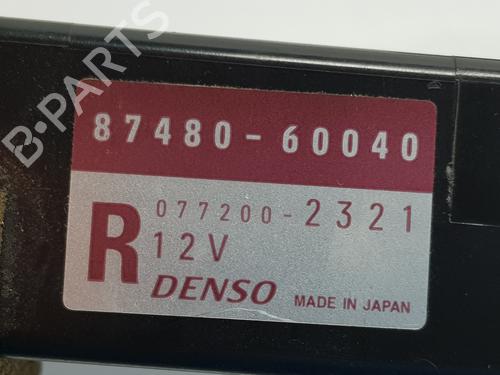 B-PARTS
87480-60040
077200-2321
R 12V
DENSO MADE IN JAPAN